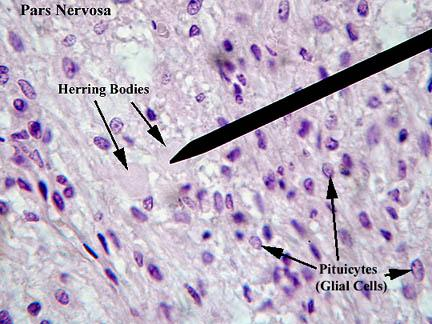 Pars Nervosa
Herring Bodies
Pituicytes
(Glial Cells)